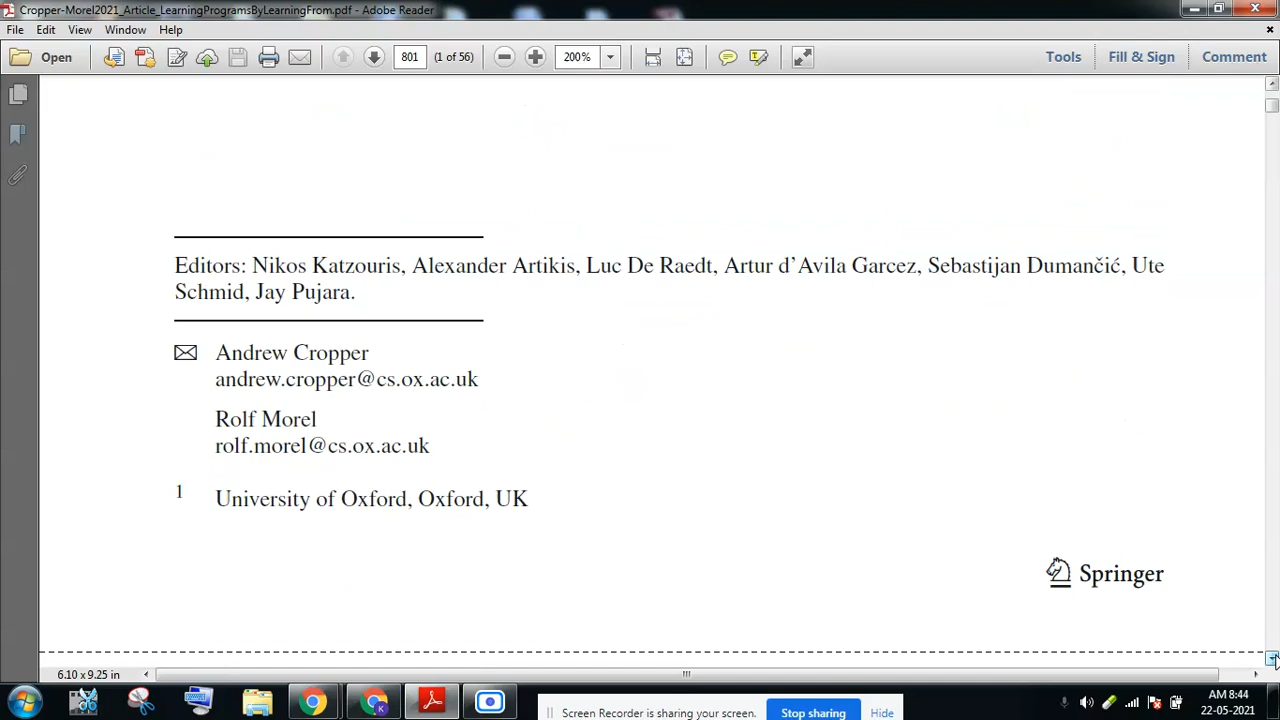 Cropper-Morel2021_Article_LearningProgramsByLearningFrom.pdf - Adobe Reader
File Edit View Window Help
Open 801 (1 of 56) 200% Tools Fill & Sign Comment
Editors: Nikos Katzouris, Alexander Artikis, Luc De Raedt, Artur d’Avila Garcez, Sebastijan Dumančić, Ute
Schmid, Jay Pujara.
Andrew Cropper
andrew.cropper@cs.ox.ac.uk
Rolf Morel
rolf.morel@cs.ox.ac.uk
1 University of Oxford, Oxford, UK
Springer
6.10 x 9.25 in
AM 8:44
Screen Recorder is sharing your screen. Stop sharing Hide
22-05-2021